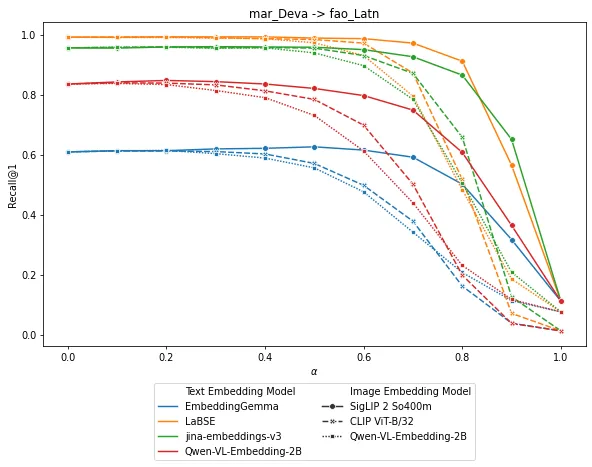 mar_Deva -> fao_Latn
Recall@1
1.0
0.8
0.6
0.4
0.2
0.0
0.0 0.2 0.4 0.6 0.8 1.0
α
Text Embedding Model Image Embedding Model
EmbeddingGemma SigLIP 2 So400m
LaBSE CLIP ViT-B/32
jina-embeddings-v3 Qwen-VL-Embedding-2B
Qwen-VL-Embedding-2B